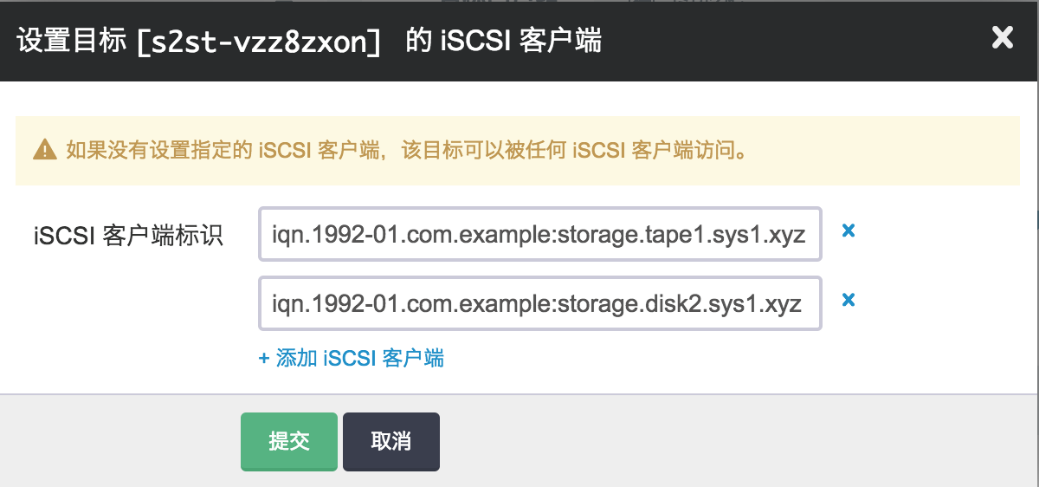 设置目标 [s2st-vzz8zxon] 的 iSCSI 客户端
如果没有设置指定的 iSCSI 客户端，该目标可以被任何 iSCSI 客户端访问。
iSCSI 客户端标识
iqn.1992-01.com.example:storage.tape1.sys1.xyz
iqn.1992-01.com.example:storage.disk2.sys1.xyz
+ 添加 iSCSI 客户端
提交
取消